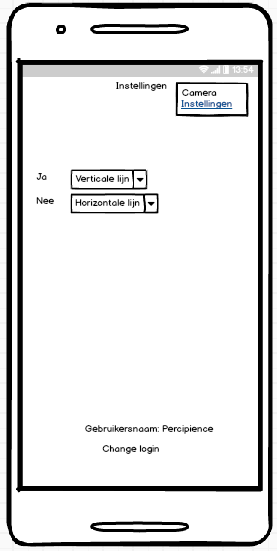 13:54
Instellingen
Camera
Instellingen
Ja
Verticale lijn
Nee
Horizontale lijn
Gebruikersnaam: Percipience
Change login